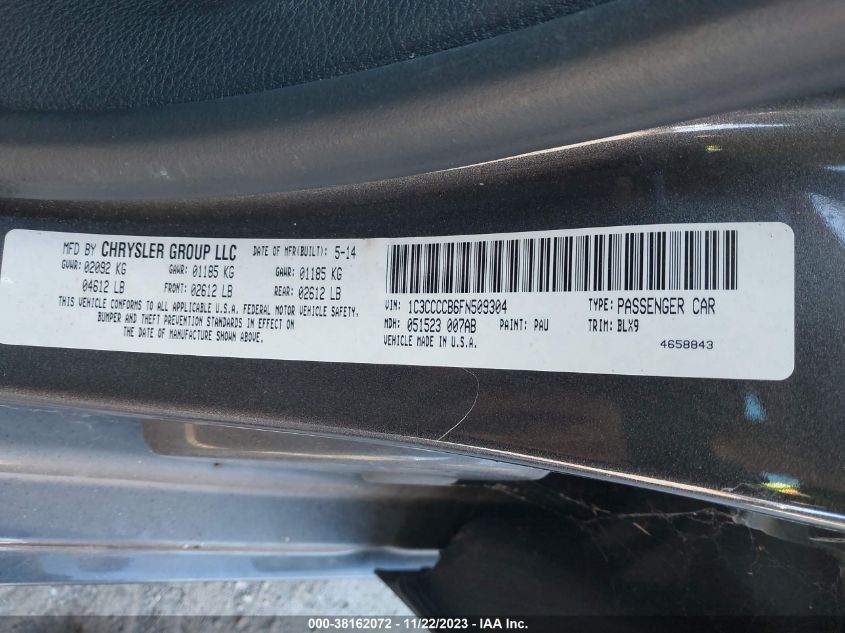 MFD BY CHRYSLER GROUP LLC DATE OF MFR(BUILT): 5-14
GVWR: 02092 KG GAWR: 01185 KG GAWR: 01185 KG
04612 LB FRONT: 02612 LB REAR: 02612 LB
THIS VEHICLE CONFORMS TO ALL APPLICABLE U.S.A. FEDERAL MOTOR VEHICLE SAFETY,
BUMPER AND THEFT PREVENTION STANDARDS IN EFFECT ON
THE DATE OF MANUFACTURE SHOWN ABOVE.
VIN: 1C3CCCCB6FN509304 TYPE: PASSENGER CAR
MDH: 051523 007AB PAINT: PAU TRIM: BLX9
VEHICLE MADE IN U.S.A. 4658843
000-38162072 - 11/22/2023 - IAA Inc.